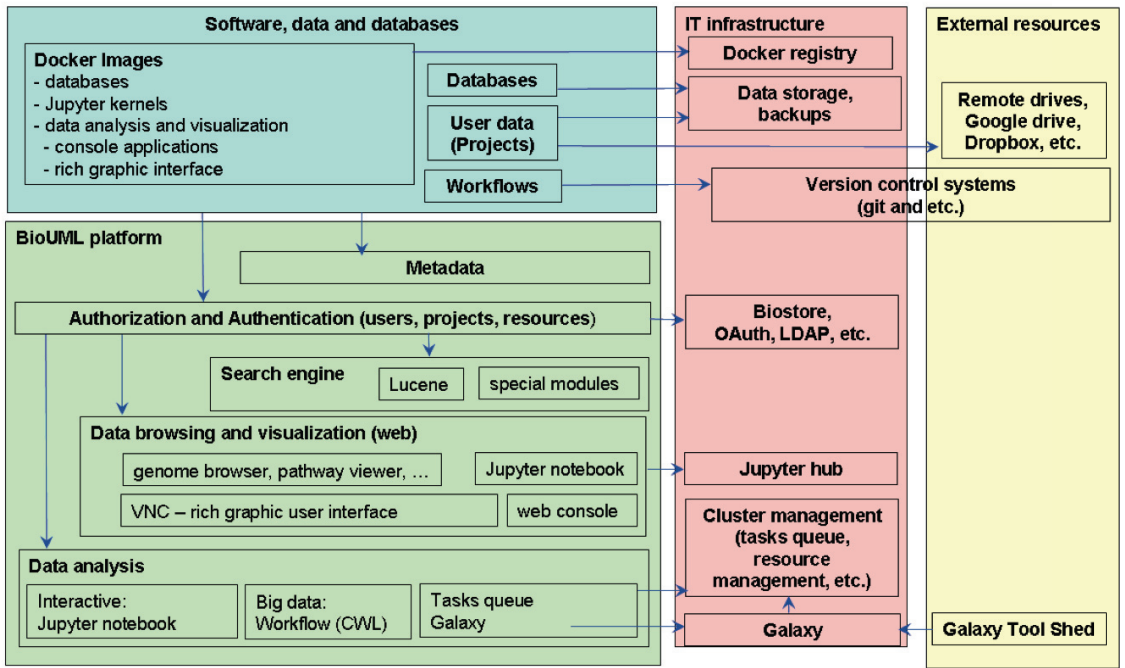 Software, data and databases
Docker Images
- databases
- Jupyter kernels
- data analysis and visualization
- console applications
- rich graphic interface
Databases
User data
(Projects)
Workflows
IT infrastructure
Docker registry
Data storage,
backups
External resources
Remote drives,
Google drive,
Dropbox, etc.
Version control systems
(git and etc.)
BioUML platform
Metadata
Authorization and Authentication (users, projects, resources)
Biostore,
OAuth, LDAP, etc.
Search engine
Lucene
special modules
Data browsing and visualization (web)
genome browser, pathway viewer, …
Jupyter notebook
VNC – rich graphic user interface
web console
Jupyter hub
Cluster management
(tasks queue,
resource
management, etc.)
Data analysis
Interactive:
Jupyter notebook
Big data:
Workflow (CWL)
Tasks queue
Galaxy
Galaxy
Galaxy Tool Shed